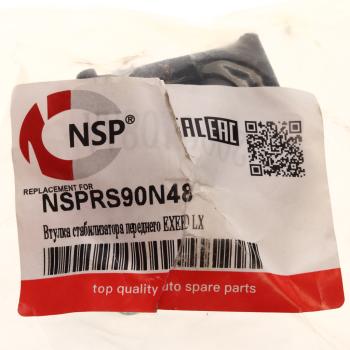 NSP®
EAC EAC
REPLACEMENT FOR
NSPRS90N48
Втулка стабилизатора переднего EXEED LX
top quality auto spare parts